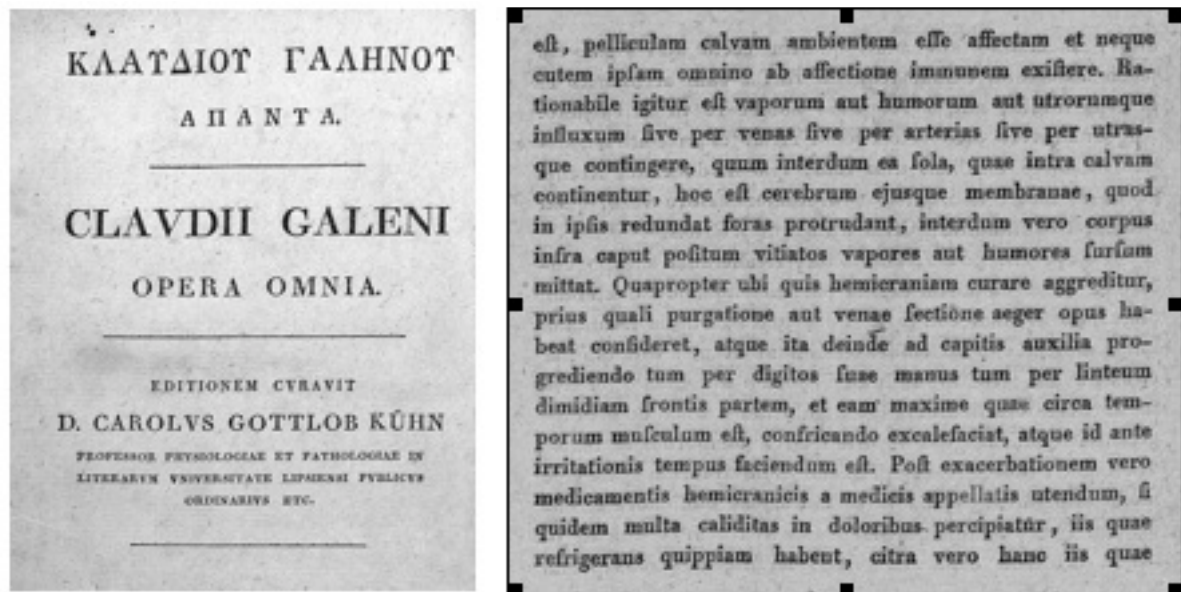 ΚΛΑΥΔΙΟΥ ΓΑΛΗΝΟΥ
ΑΠΑΝΤΑ.
CLAVDII GALENI
OPERA OMNIA.
EDITIONEM CVRAVIT
D. CAROLVS GOTTLOB KÜHN
PROFESSOR PHYSIOLOGIAE ET PATHOLOGIAE IN
LITERARVM VNIVERSITATE LIPSIENSI PVBLICVS
ORDINARIVS ETC.
eſt, pelliculam calvam ambientem eſſe affectam et neque
cutem ipſam omnino ab affectione immunem exiſtere. Ra-
tionabile igitur eſt vaporum aut humorum aut utrorumque
influxum ſive per venas ſive per arterias ſive per utras-
que contingere, quum interdum ea ſola, quae intra calvam
continentur, hoc eſt cerebrum ejusque membranae, quod
in ipſis redundat foras protrudant, interdum vero corpus
infra caput poſitum vitiatos vapores aut humores ſurſum
mittat. Quapropter ubi quis hemicraniam curare aggreditur,
prius quali purgatione aut venae ſectione aeger opus ha-
beat conſideret, atque ita deinde ad capitis auxilia pro-
grediendo tum per digitos ſuae manus tum per linteum
dimidiam frontis partem, et eam maxime quae circa tem-
porum muſculum eſt, confricando excalefaciat, atque id ante
irritationis tempus faciendum eſt. Poſt exacerbationem vero
medicamentis hemicranicis a medicis appellatis utendum, ſi
quidem multa caliditas in doloribus percipiatur, iis quae
refrigerans quippiam habent, citra vero hanc iis quae